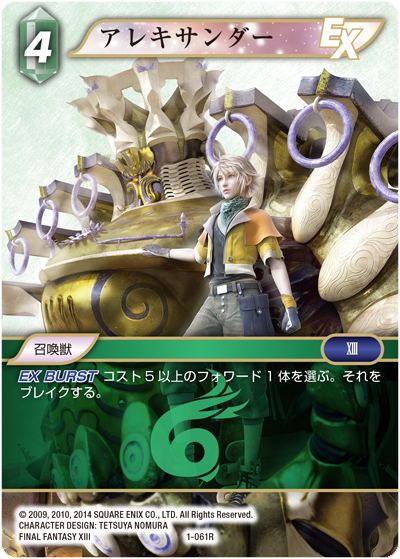 4
アレキサンダー
EX
召喚獣
XIII
EX BURST コスト5以上のフォワード1体を選ぶ。それを
ブレイクする。
© 2009, 2010, 2014 SQUARE ENIX CO., LTD. All Rights Reserved.
CHARACTER DESIGN: TETSUYA NOMURA
FINAL FANTASY XIII
1-061R